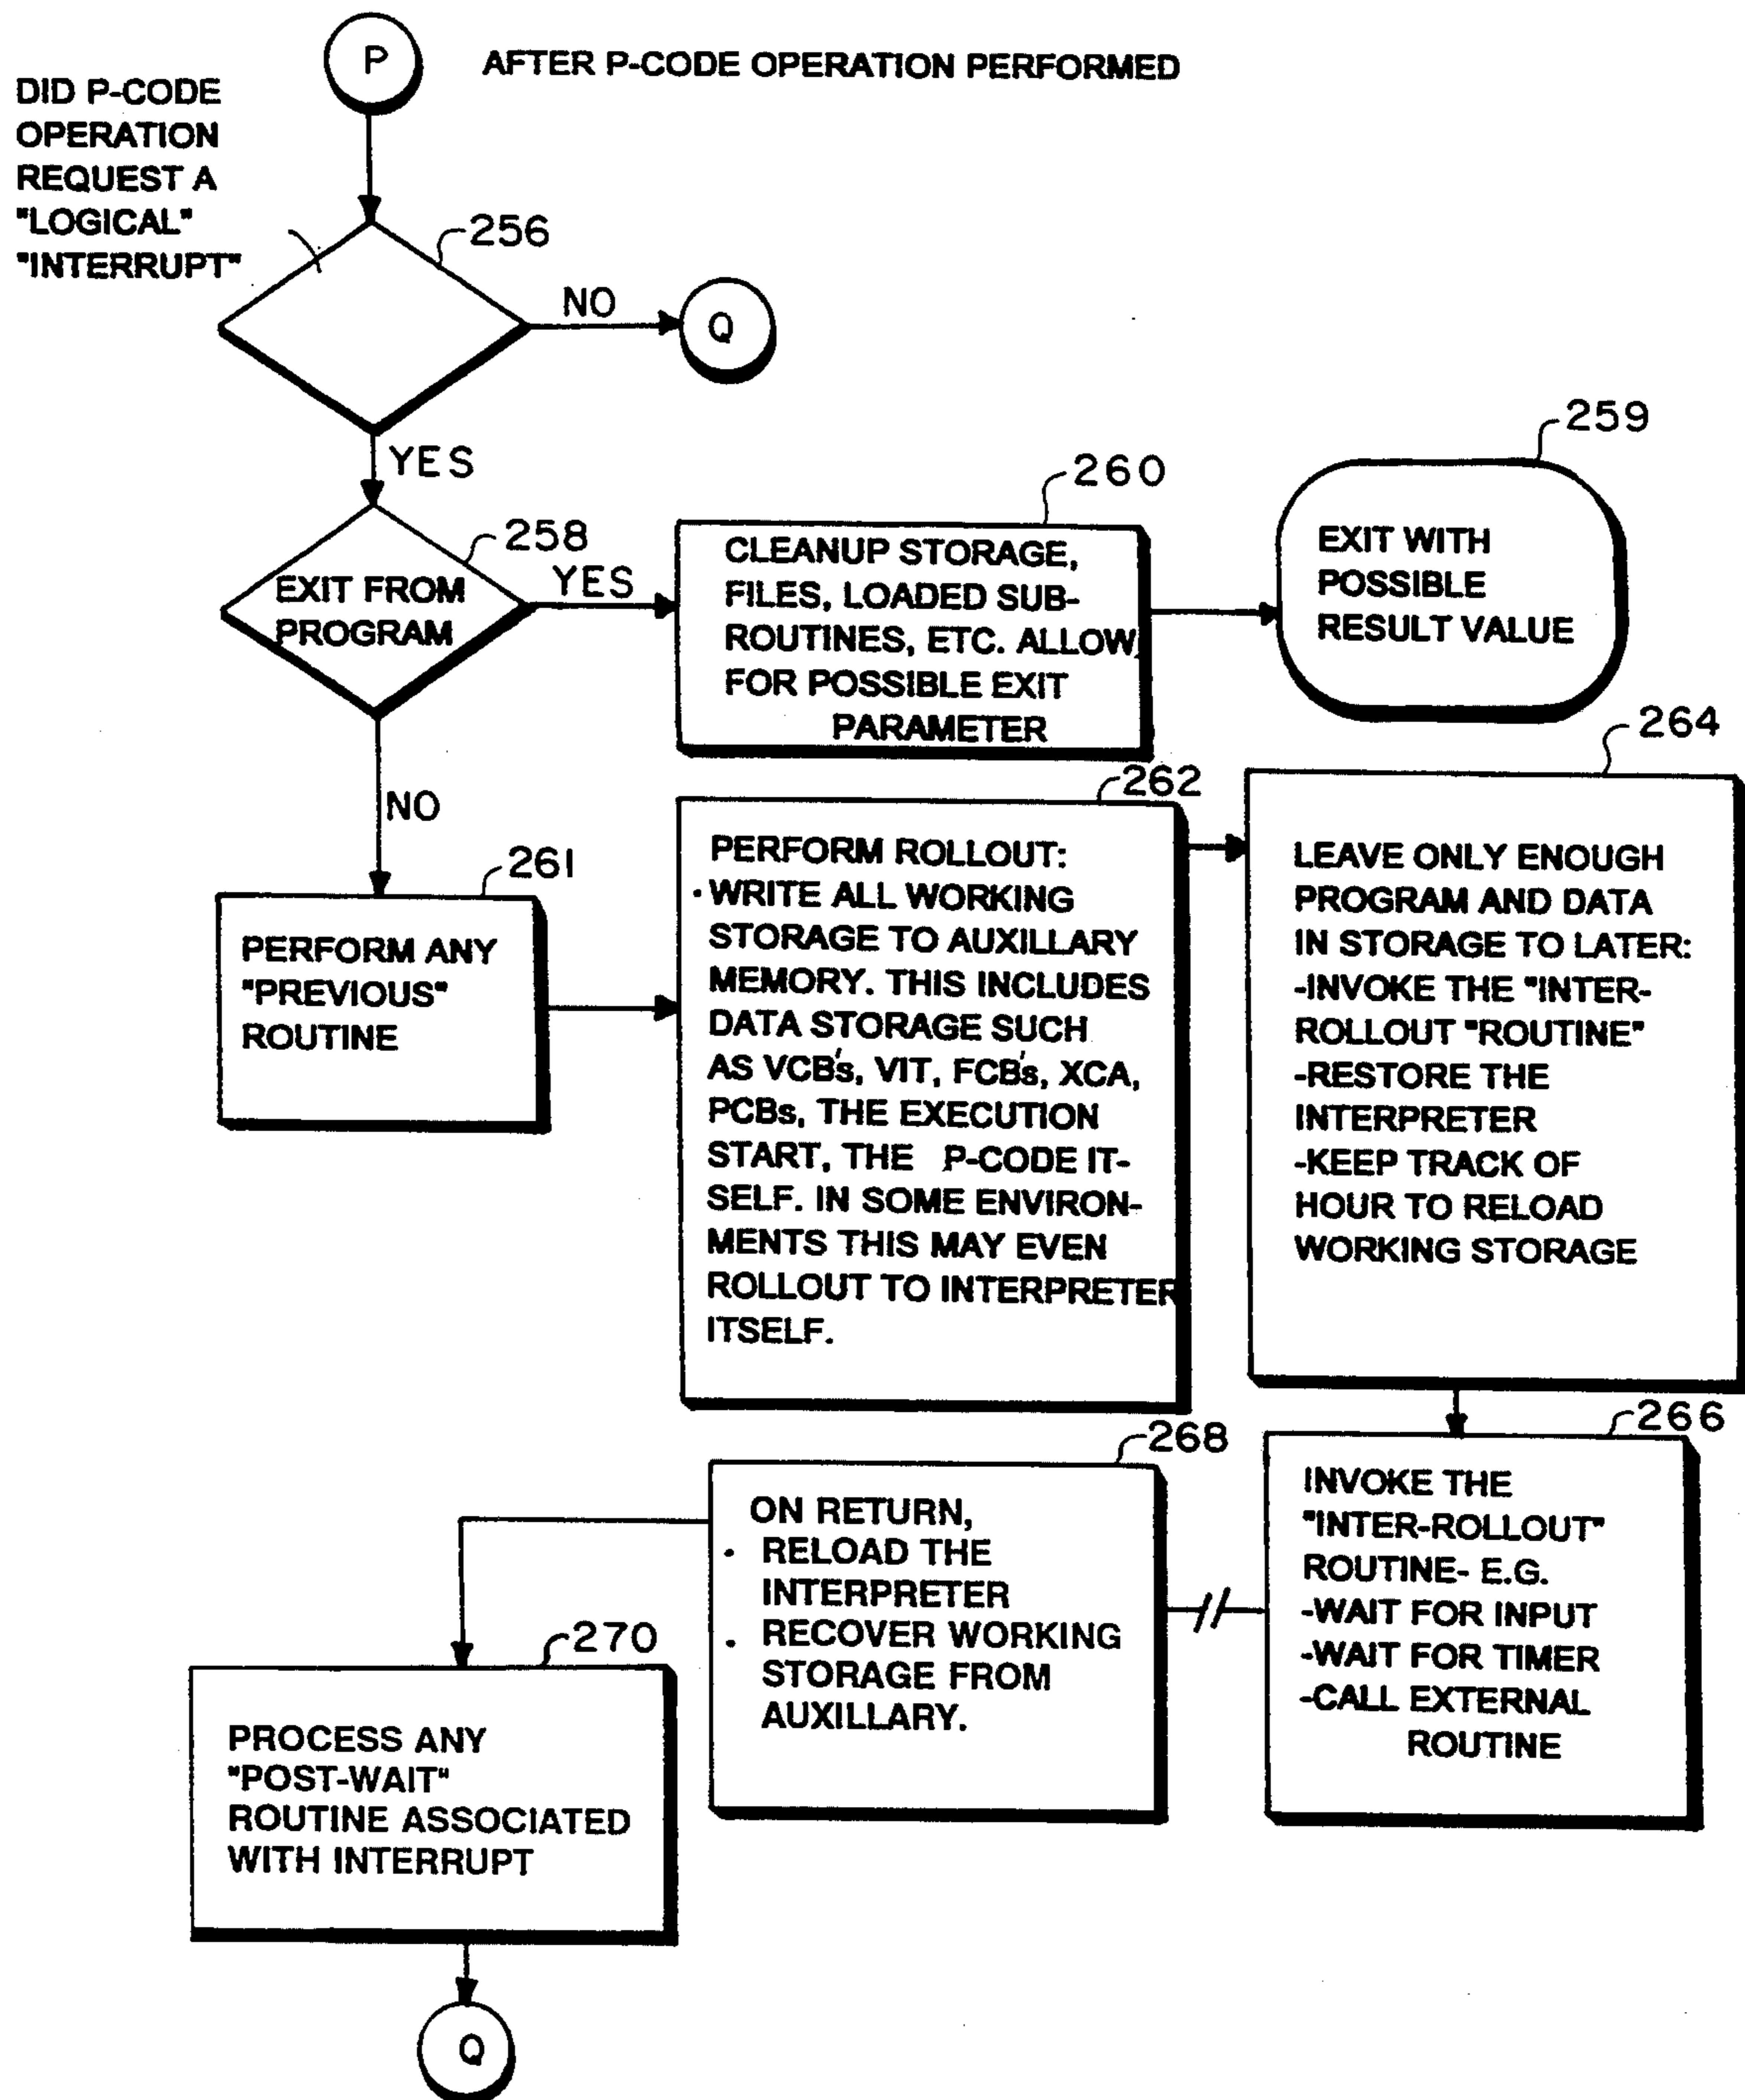 P
AFTER P-CODE OPERATION PERFORMED
DID P-CODE
OPERATION
REQUEST A
"LOGICAL"
"INTERRUPT"
256
NO
Q
YES
258
EXIT FROM
PROGRAM
YES
260
CLEANUP STORAGE,
FILES, LOADED SUB-
ROUTINES, ETC. ALLOW
FOR POSSIBLE EXIT
PARAMETER
259
EXIT WITH
POSSIBLE
RESULT VALUE
NO
261
PERFORM ANY
"PREVIOUS"
ROUTINE
262
PERFORM ROLLOUT:
· WRITE ALL WORKING
STORAGE TO AUXILLARY
MEMORY. THIS INCLUDES
DATA STORAGE SUCH
AS VCB's, VIT, FCB's, XCA,
PCBs, THE EXECUTION
START, THE P-CODE IT-
SELF. IN SOME ENVIRON-
MENTS THIS MAY EVEN
ROLLOUT TO INTERPRETER
ITSELF.
264
LEAVE ONLY ENOUGH
PROGRAM AND DATA
IN STORAGE TO LATER:
-INVOKE THE "INTER-
ROLLOUT "ROUTINE"
-RESTORE THE
INTERPRETER
-KEEP TRACK OF
HOUR TO RELOAD
WORKING STORAGE
266
INVOKE THE
"INTER-ROLLOUT"
ROUTINE- E.G.
-WAIT FOR INPUT
-WAIT FOR TIMER
-CALL EXTERNAL
ROUTINE
268
ON RETURN,
· RELOAD THE
INTERPRETER
· RECOVER WORKING
STORAGE FROM
AUXILLARY.
270
PROCESS ANY
"POST-WAIT"
ROUTINE ASSOCIATED
WITH INTERRUPT
Q